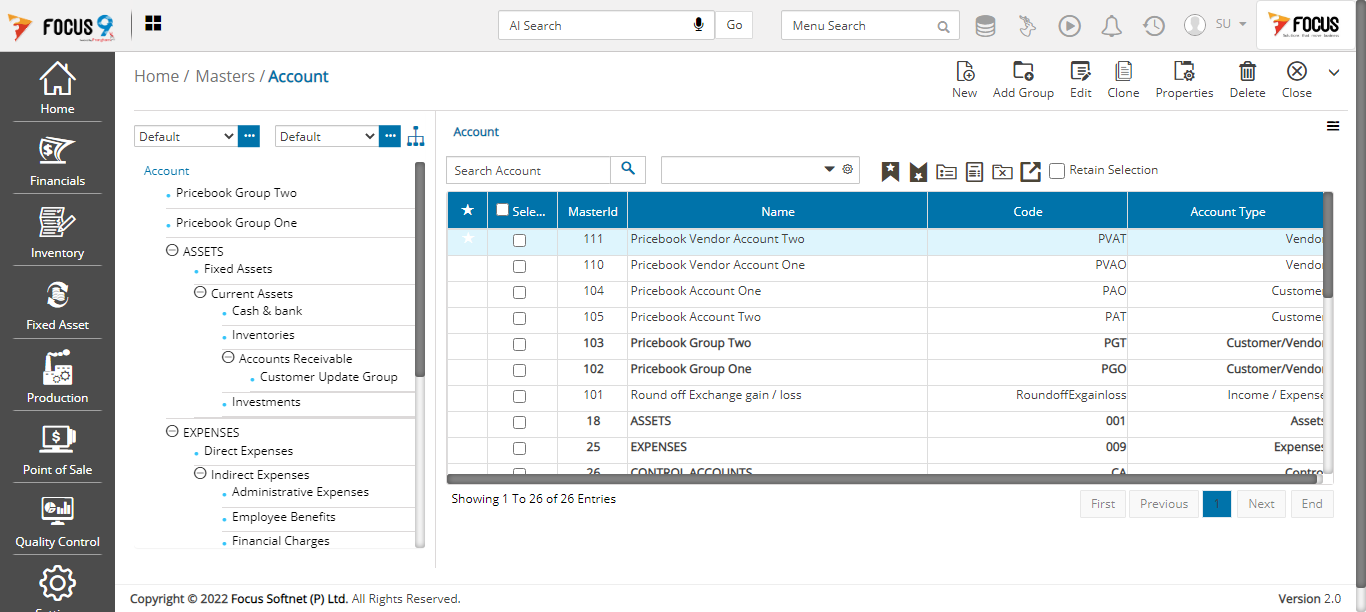 FOCUS 9
AI Search
Go
Menu Search
SU
FOCUS
Home
Financials
Inventory
Fixed Asset
Production
Point of Sale
Quality Control
Home / Masters / Account
New
Add Group
Edit
Clone
Properties
Delete
Close
Default
Default
Account
Pricebook Group Two
Pricebook Group One
ASSETS
Fixed Assets
Current Assets
Cash & bank
Inventories
Accounts Receivable
Customer Update Group
Investments
EXPENSES
Direct Expenses
Indirect Expenses
Administrative Expenses
Employee Benefits
Financial Charges
Account
Search Account
Retain Selection
Sele... MasterId Name Code Account Type
111 Pricebook Vendor Account Two PVAT Vendor
110 Pricebook Vendor Account One PVAO Vendor
104 Pricebook Account One PAO Customer
105 Pricebook Account Two PAT Customer
103 Pricebook Group Two PGT Customer/Vendor
102 Pricebook Group One PGO Customer/Vendor
101 Round off Exchange gain / loss RoundoffExgainloss Income / Expense
18 ASSETS 001 Assets
25 EXPENSES 009 Expenses
26 CONTROL ACCOUNTS CA Contro
Showing 1 To 26 of 26 Entries
First Previous 1 Next End
Copyright © 2022 Focus Softnet (P) Ltd. All Rights Reserved.
Version 2.0